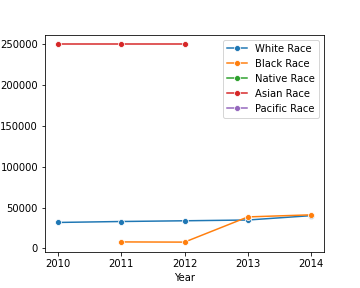 250000
200000
150000
100000
50000
0
2010 2011 2012 2013 2014
Year
White Race
Black Race
Native Race
Asian Race
Pacific Race